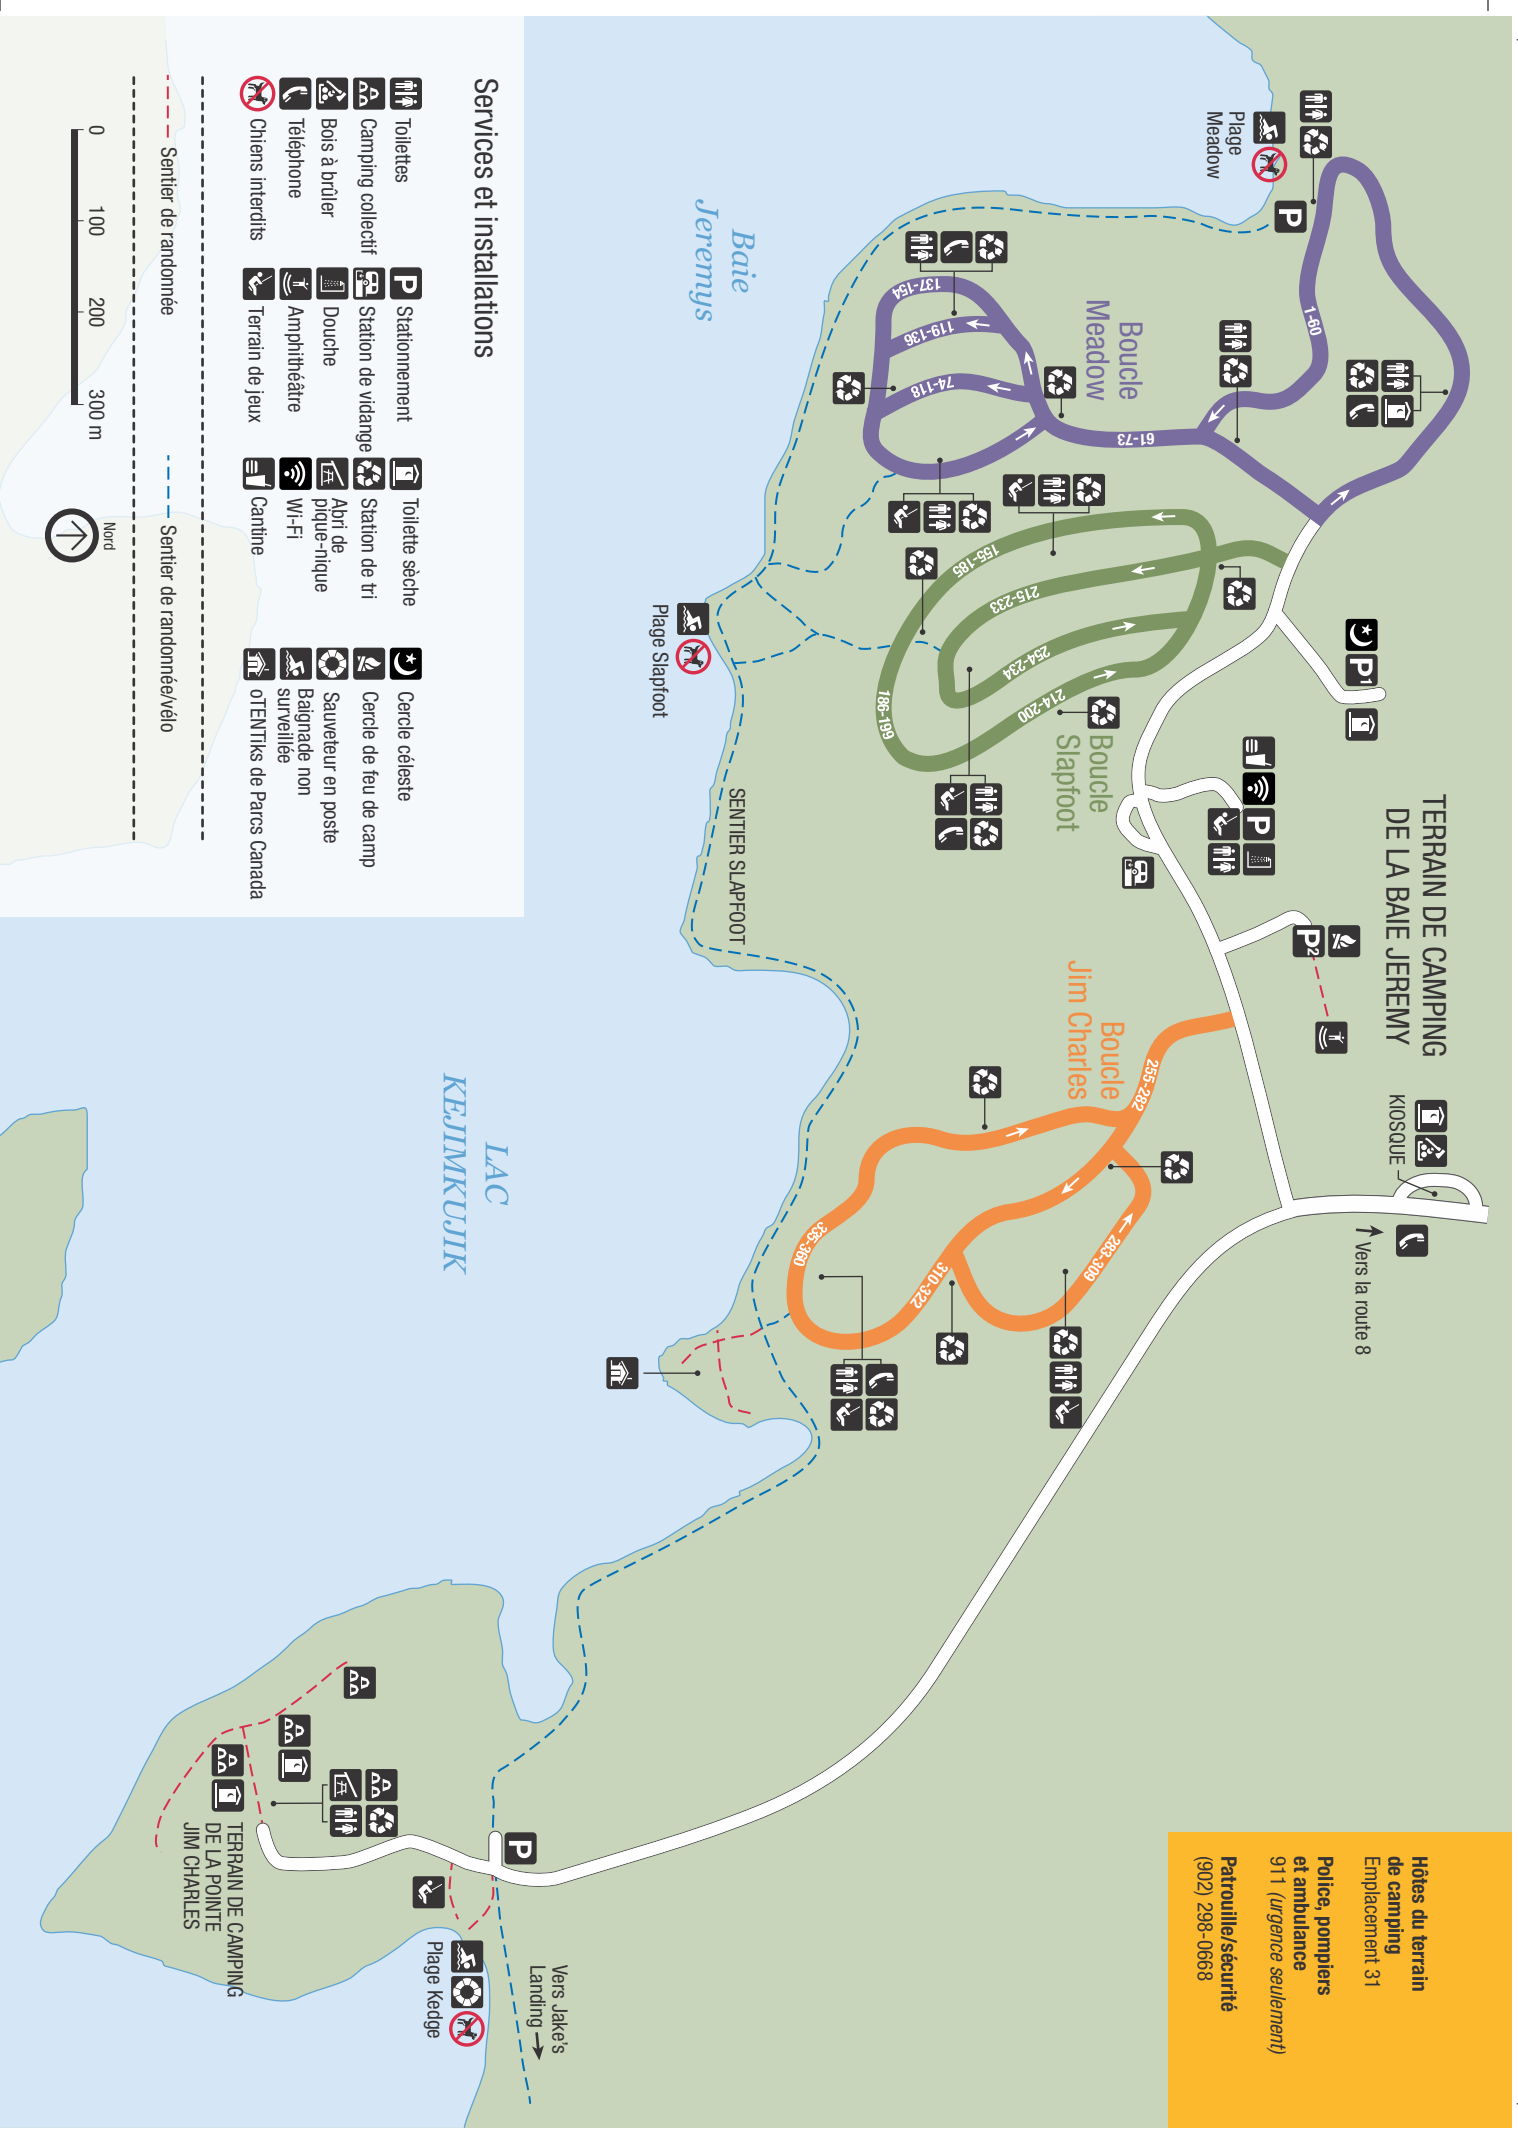 TERRAIN DE CAMPING
DE LA BAIE JEREMY
KIOSQUE
Vers la route 8
Hôtes du terrain
de camping
Emplacement 31
Police, pompiers
et ambulance
911 (urgence seulement)
Patrouille/sécurité
(902) 298-0668
Plage
Meadow
P
1-60
Boucle
Meadow
61-73
137-154
119-136
74-118
Baie
Jeremys
155-185
215-233
254-234
214-200
186-199
Boucle
Slapfoot
P1
P
P2
Plage Slapfoot
SENTIER SLAPFOOT
Boucle
Jim Charles
255-282
283-309
310-322
335-360
LAC
KEJIMKUJIK
P
TERRAIN DE CAMPING
DE LA POINTE
JIM CHARLES
Plage Kedge
Vers Jake's
Landing
Services et installations
Toilettes
Camping collectif
Bois à brûler
Téléphone
Chiens interdits
P Stationnement
Station de vidange
Douche
Amphithéâtre
Terrain de jeux
Toilette sèche
Station de tri
Abri de
pique-nique
Wi-Fi
Cantine
Cercle céleste
Cercle de feu de camp
Sauveteur en poste
Baignade non
surveillée
oTENTiks de Parcs Canada
Sentier de randonnée
Sentier de randonnée/vélo
0 100 200 300 m
Nord